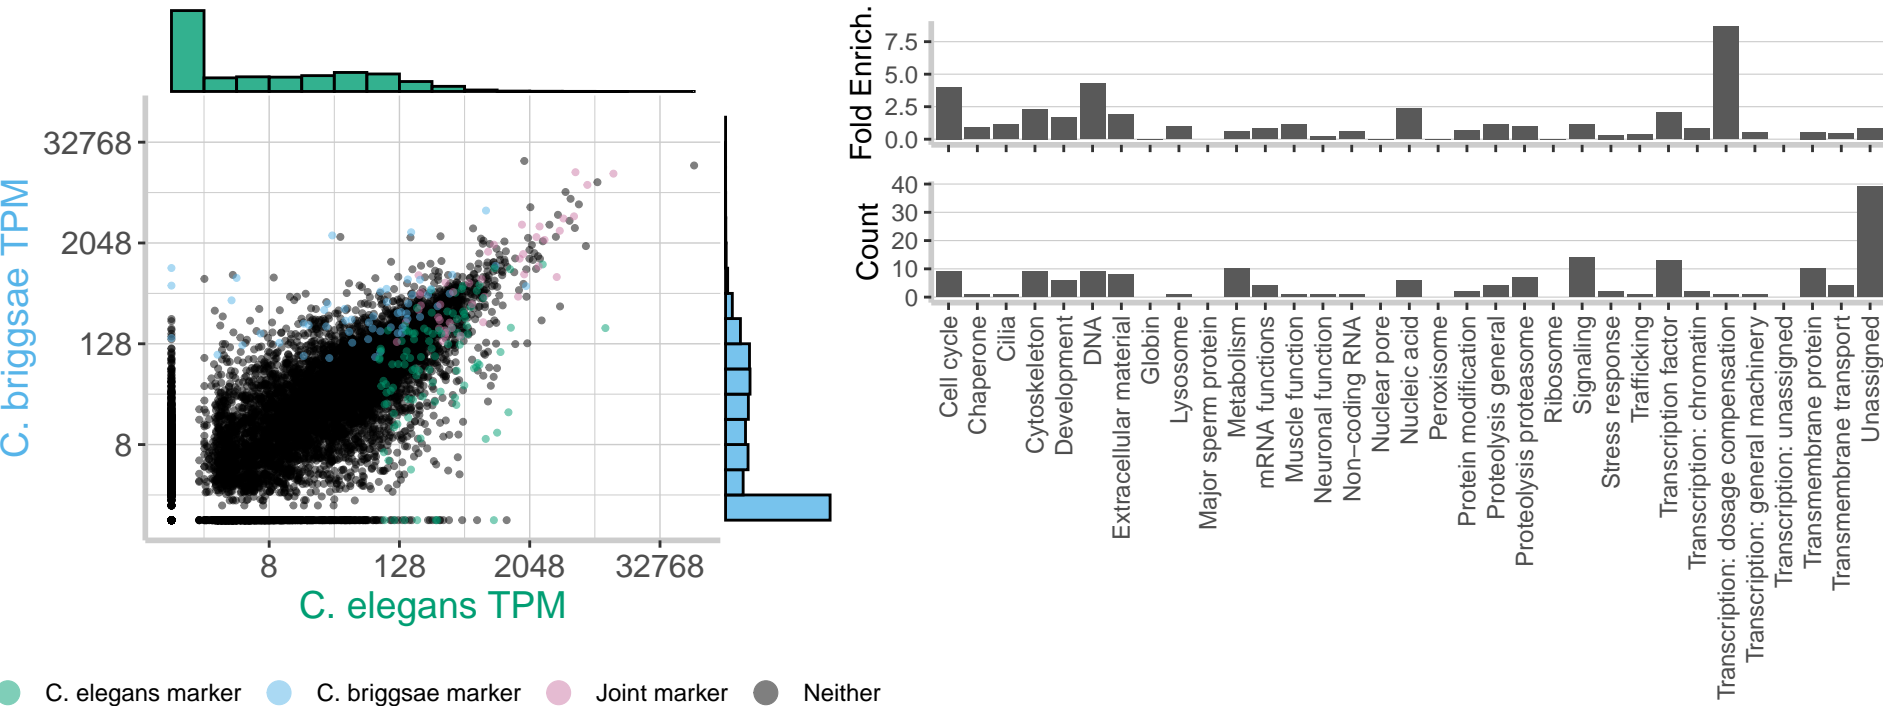 32768
2048
128
8
C. briggsae TPM
8
128
2048
32768
C. elegans TPM
C. elegans marker
C. briggsae marker
Joint marker
Neither
Fold Enrich.
7.5
5.0
2.5
0.0
Count
40
30
20
10
0
Cell cycle
Chaperone
Cilia
Cytoskeleton
Development
DNA
Extracellular material
Globin
Lysosome
Major sperm protein
Metabolism
mRNA functions
Muscle function
Neuronal function
Non−coding RNA
Nuclear pore
Nucleic acid
Peroxisome
Protein modification
Proteolysis general
Proteolysis proteasome
Ribosome
Signaling
Stress response
Trafficking
Transcription factor
Transcription: chromatin
Transcription: dosage compensation
Transcription: general machinery
Transcription: unassigned
Transmembrane protein
Transmembrane transport
Unassigned